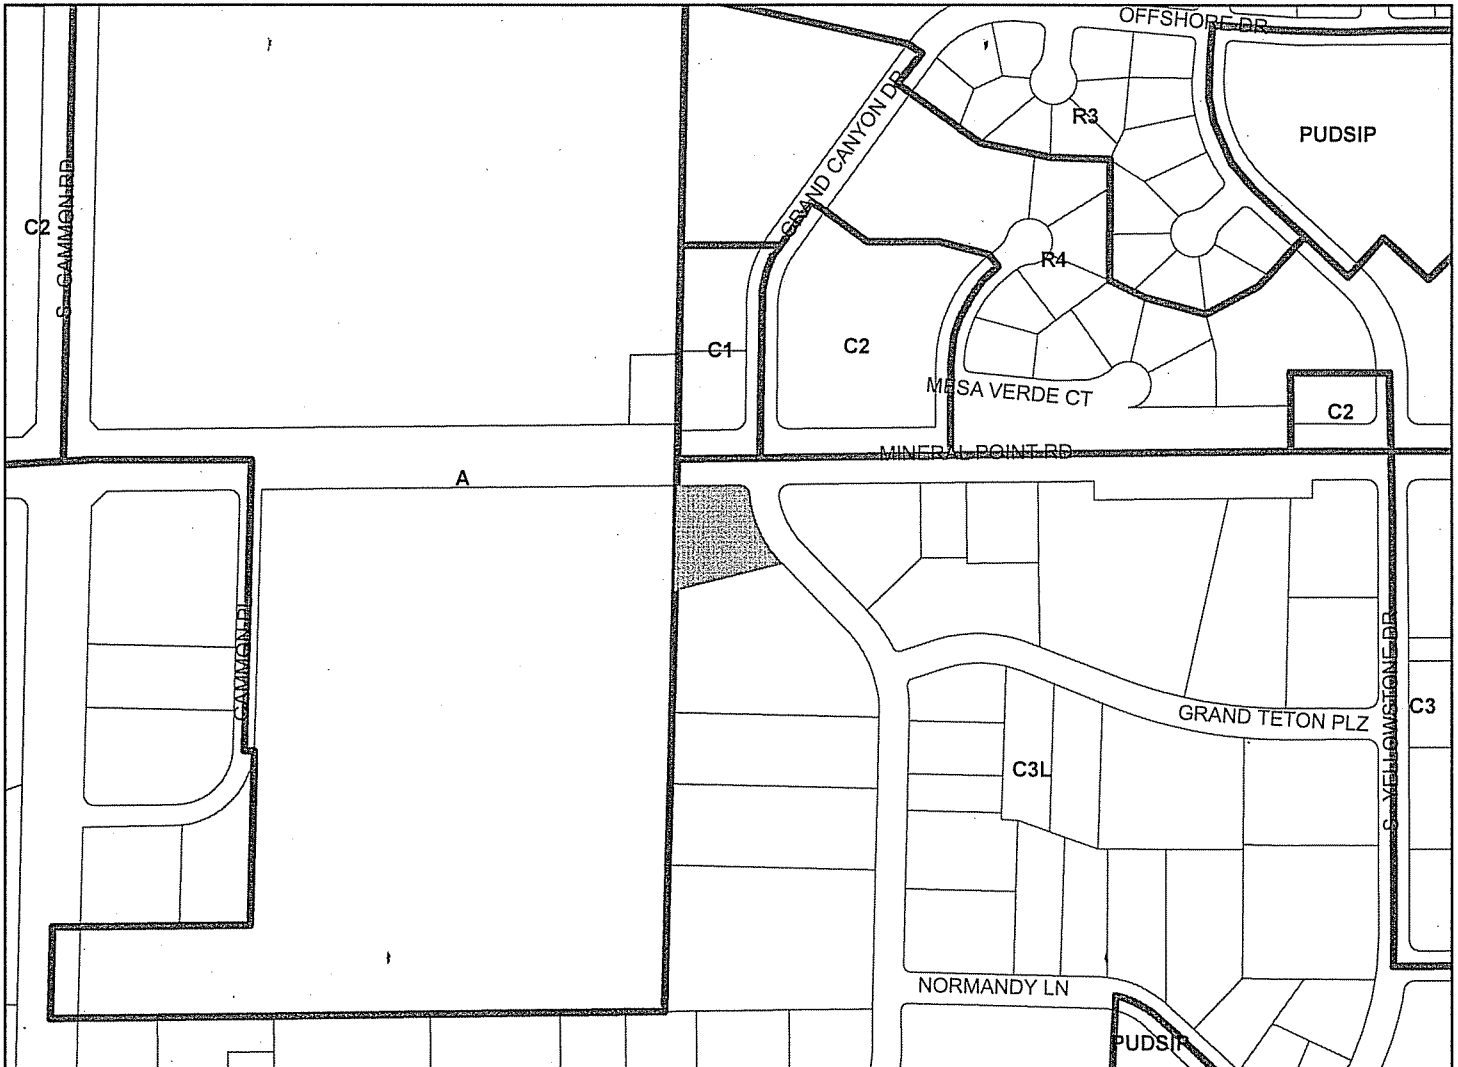 OFFSHORE DR
R3
PUDSIP
GRAND CANYON DR
C2
S GAMMON RD
R4
C1
C2
MESA VERDE CT
C2
MINERAL POINT RD
A
GAMMON PL
S YELLOWSTONE DR
C3
GRAND TETON PLZ
C3L
NORMANDY LN
PUDSIP